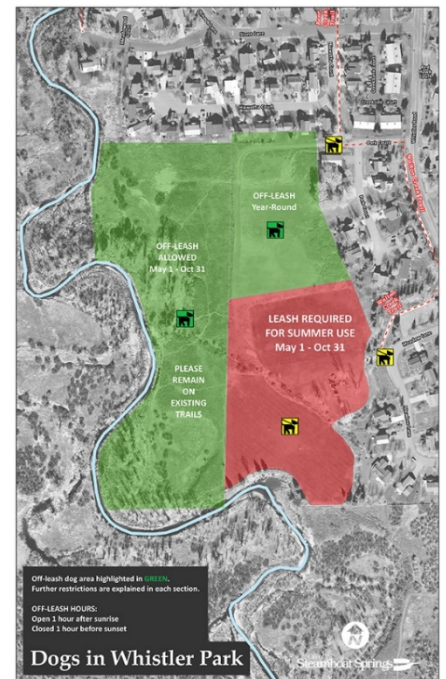 OFF-LEASH
Year-Round
OFF-LEASH
ALLOWED
May 1 - Oct 31
LEASH REQUIRED
FOR SUMMER USE
May 1 - Oct 31
PLEASE
REMAIN
ON
EXISTING
TRAILS
Off-leash dog area highlighted in GREEN.
Further restrictions are explained in each section.
OFF-LEASH HOURS:
Open 1 hour after sunrise
Closed 1 hour before sunset
Dogs in Whistler Park
Steamboat Springs